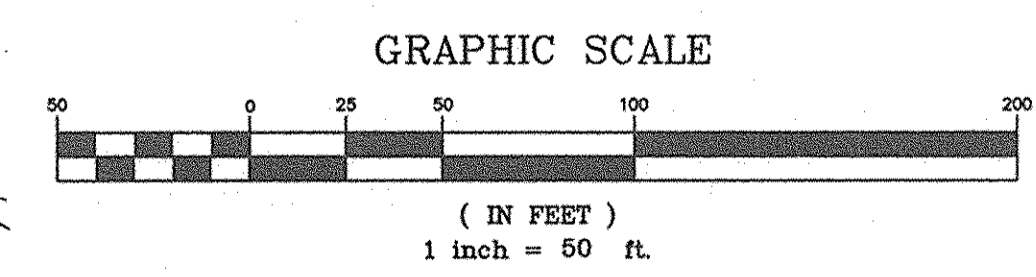 GRAPHIC SCALE
50 0 25 50 100 200
( IN FEET )
1 inch = 50 ft.